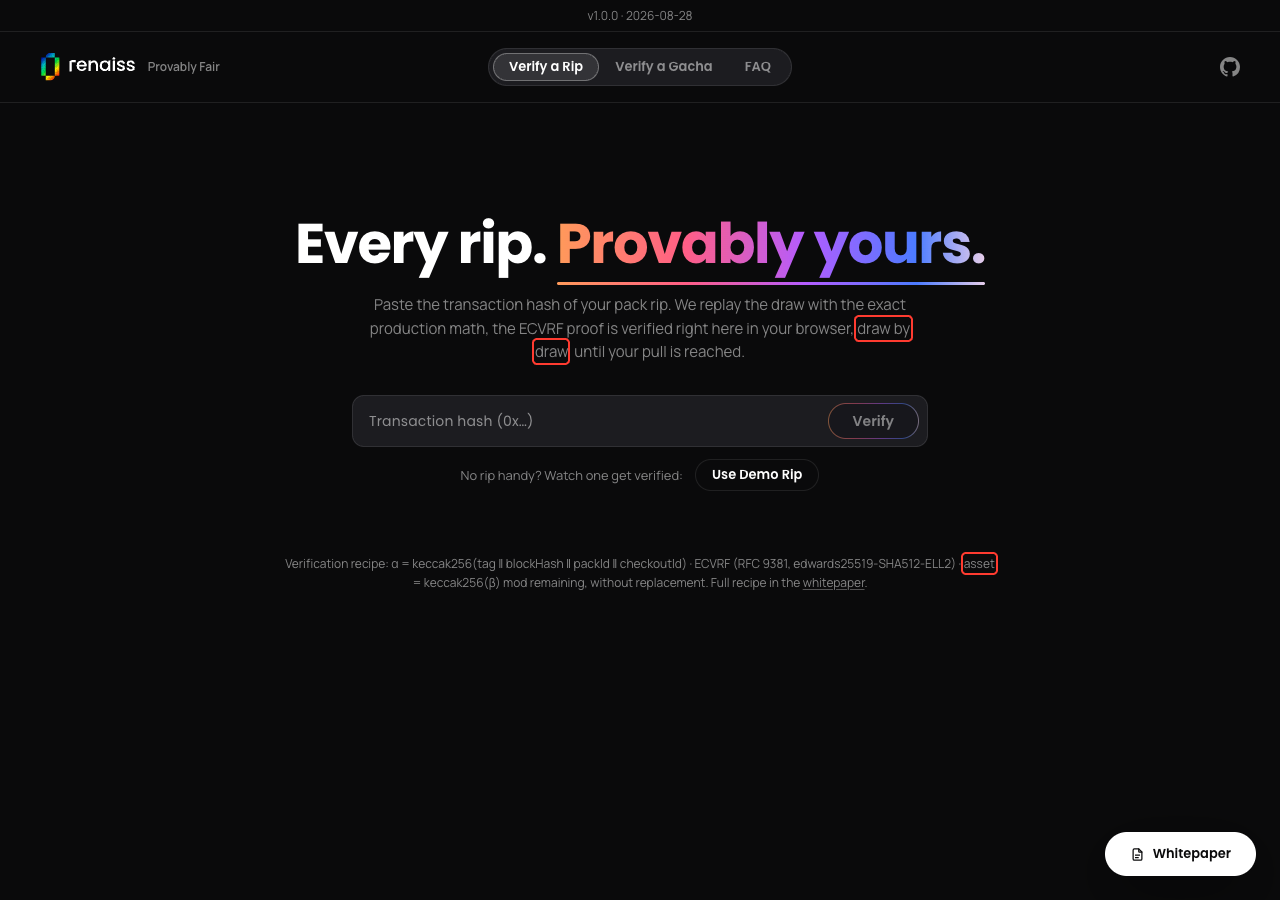 v1.0.0 · 2026-08-28
renaiss Provably Fair
Verify a Rip Verify a Gacha FAQ
Every rip. Provably yours.
Paste the transaction hash of your pack rip. We replay the draw with the exact
production math, the ECVRF proof is verified right here in your browser, draw by
draw until your pull is reached.
Transaction hash (0x…) Verify
No rip handy? Watch one get verified: Use Demo Rip
Verification recipe: α = keccak256(tag ‖ blockHash ‖ packId ‖ checkoutId) · ECVRF (RFC 9381, edwards25519-SHA512-ELL2) · asset
= keccak256(β) mod remaining, without replacement. Full recipe in the whitepaper.
Whitepaper